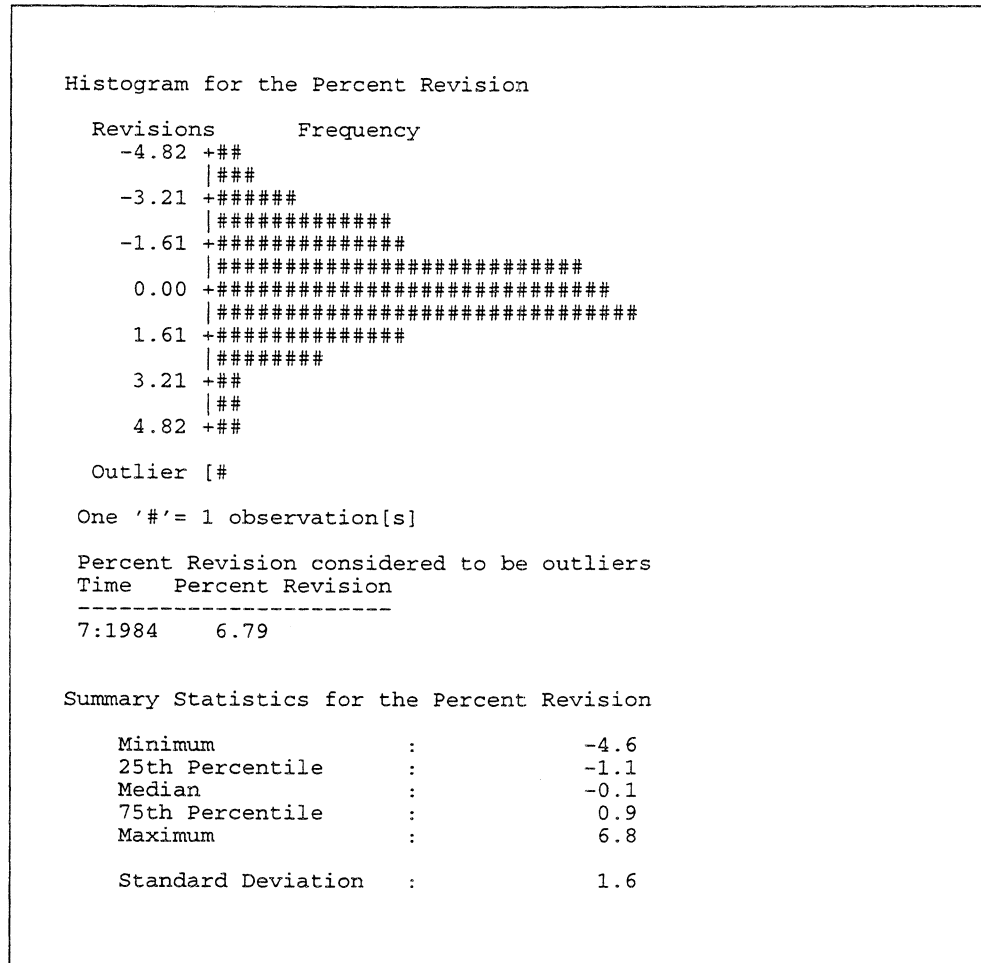 Histogram for the Percent Revision
Revisions Frequency
-4.82 +##
|###
-3.21 +######
|#############
-1.61 +##############
|###########################
0.00 +#############################
|###############################
1.61 +##############
|########
3.21 +##
|##
4.82 +##
Outlier [#
One '#'= 1 observation[s]
Percent Revision considered to be outliers
Time Percent Revision
-----------------------
7:1984 6.79
Summary Statistics for the Percent Revision
Minimum : -4.6
25th Percentile : -1.1
Median : -0.1
75th Percentile : 0.9
Maximum : 6.8
Standard Deviation : 1.6